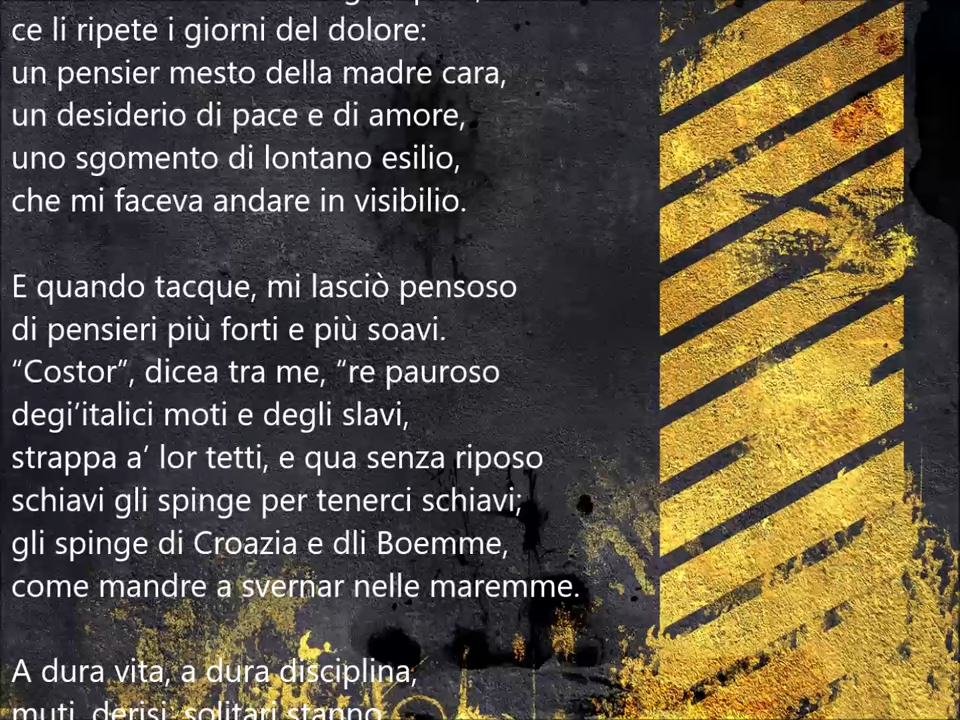 ce li ripete i giorni del dolore:
un pensier mesto della madre cara,
un desiderio di pace e di amore,
uno sgomento di lontano esilio,
che mi faceva andare in visibilio.
E quando tacque, mi lasciò pensoso
di pensieri più forti e più soavi.
“Costor”, dicea tra me, “re pauroso
degi’italici moti e degli slavi,
strappa a’ lor tetti, e qua senza riposo
schiavi gli spinge per tenerci schiavi;
gli spinge di Croazia e dli Boemme,
come mandre a svernar nelle maremme.
A dura vita, a dura disciplina,
muti, derisi, solitari stanno